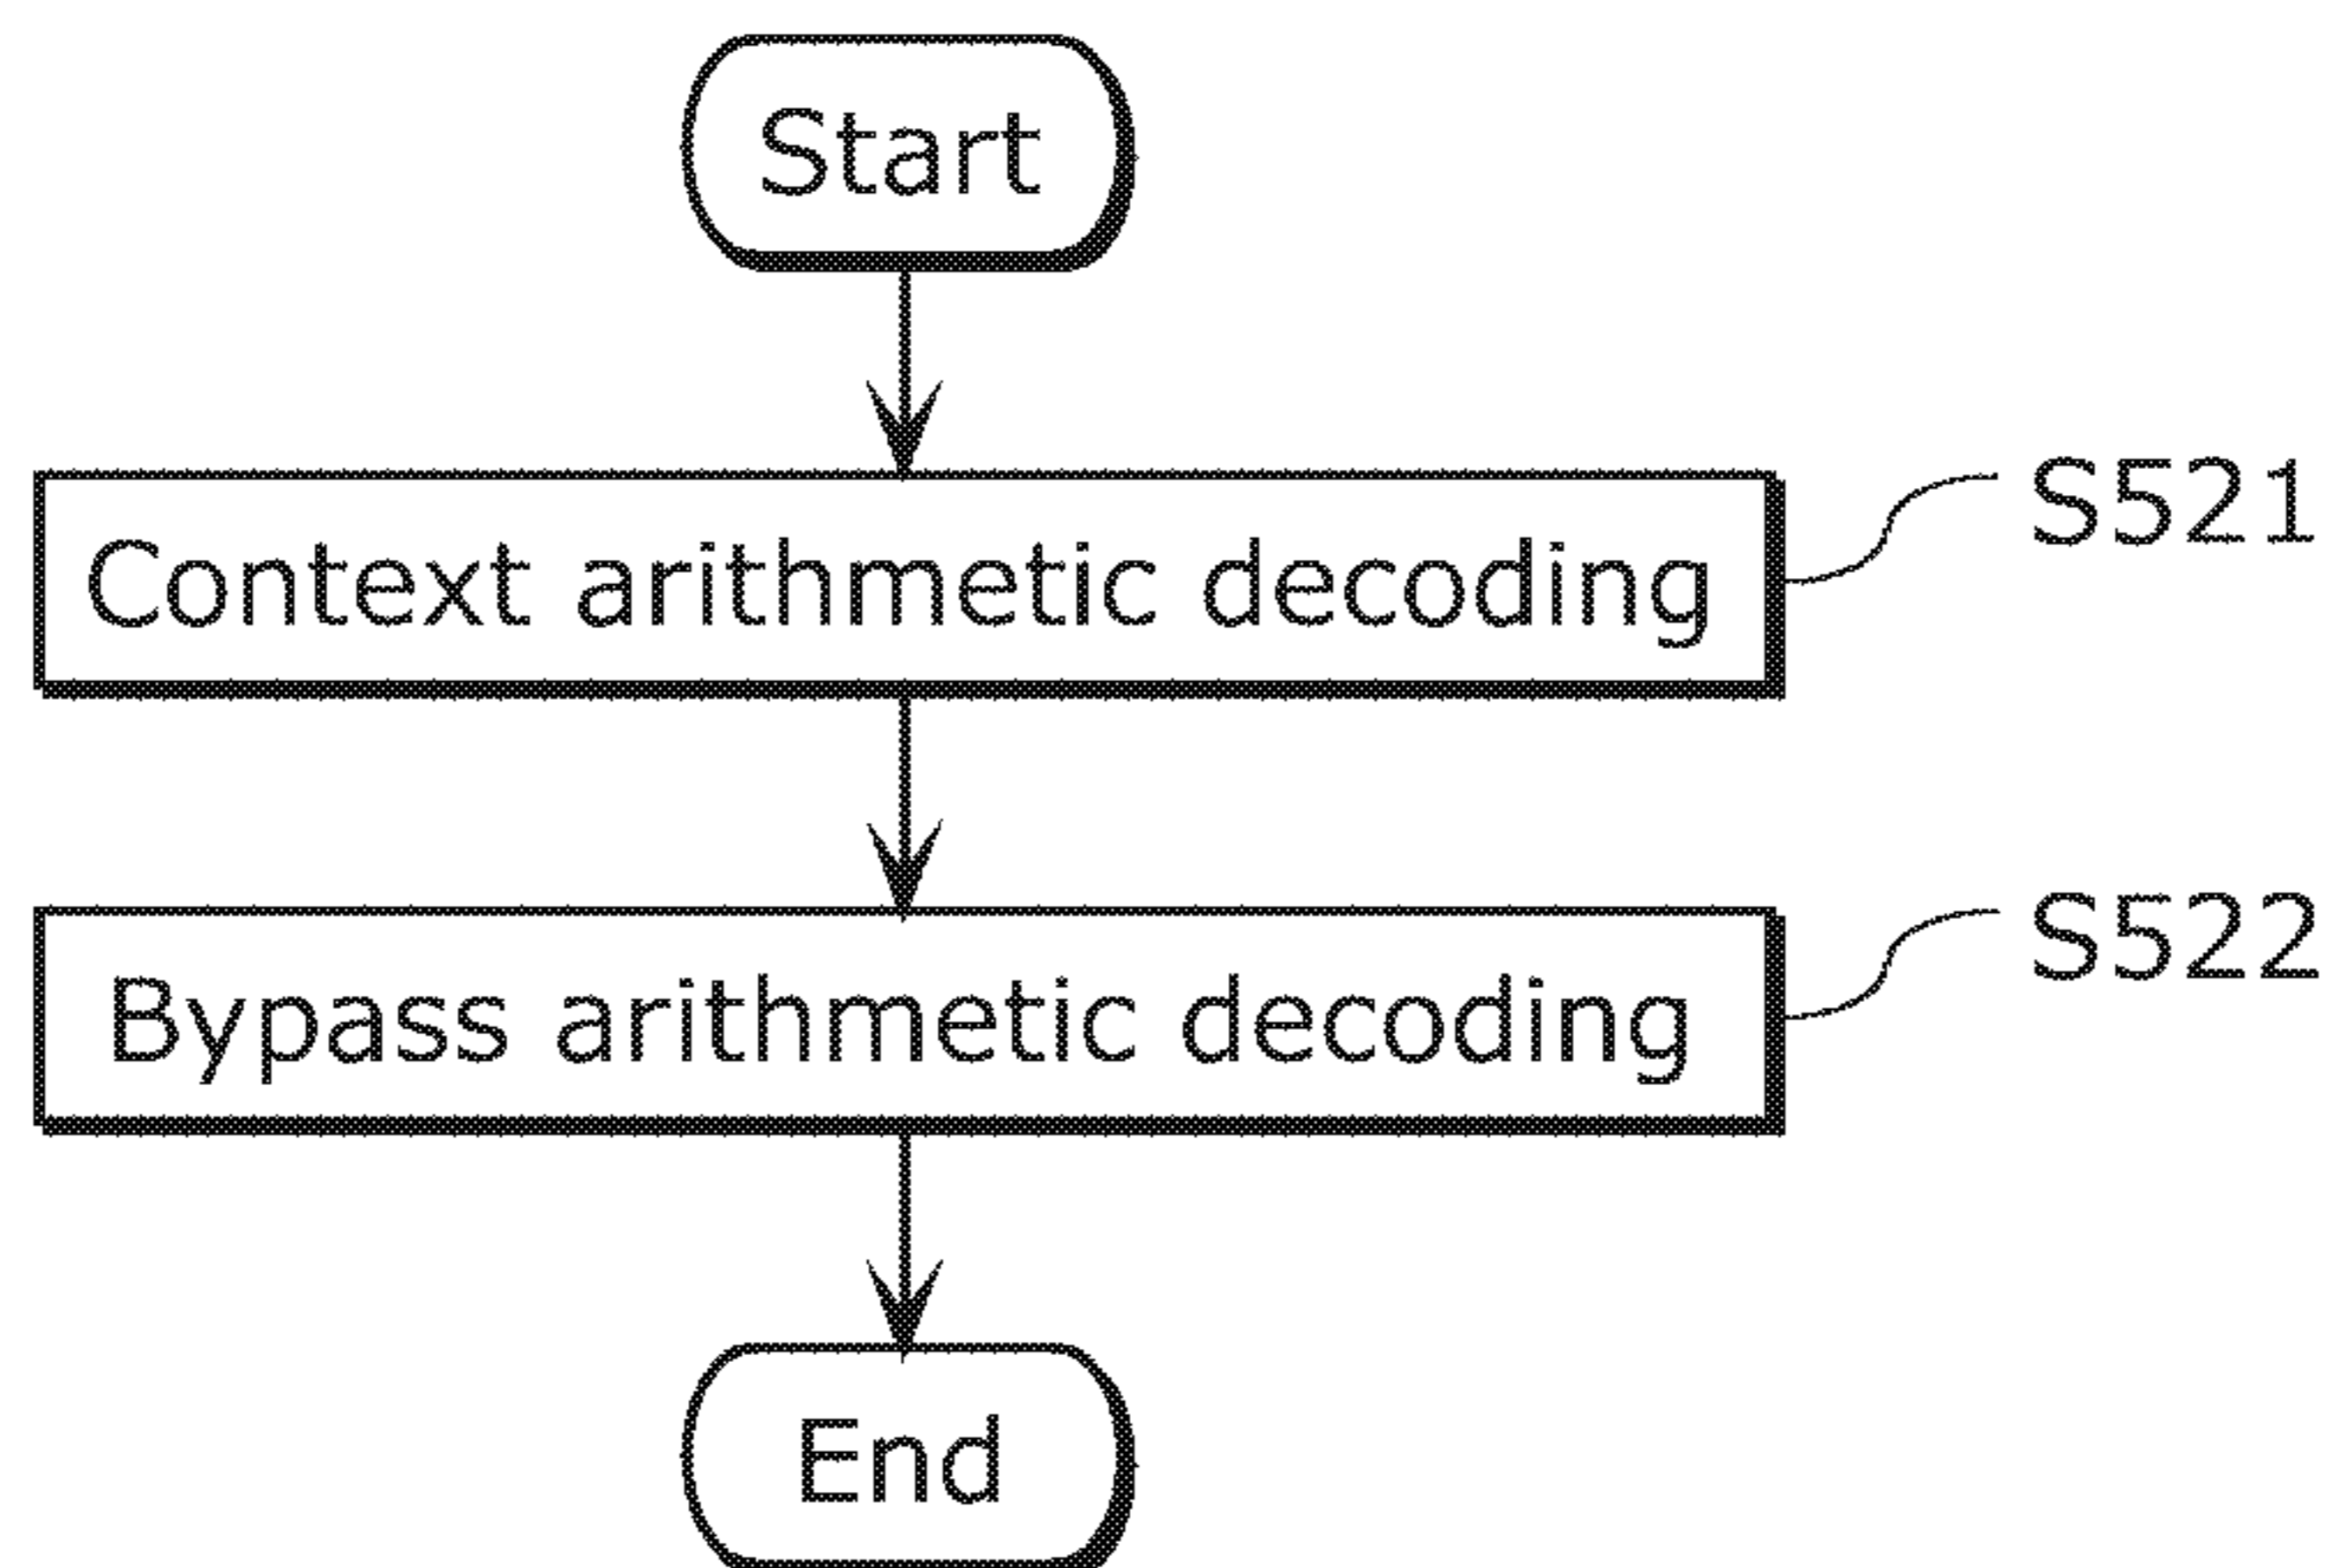 Start
Context arithmetic decoding
S521
Bypass arithmetic decoding
S522
End